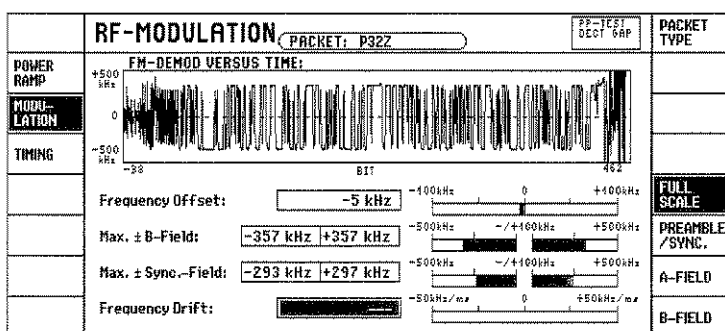 RF-MODULATION
PACKET: P32Z
PP-TEST
DECT GAP
PACKET
TYPE
POWER
RAMP
MODU-
LATION
TIMING
FM-DEMOD VERSUS TIME:
+500
kHz
0
-500
kHz
-33
BIT
462
Frequency Offset:
-5 kHz
-100kHz
0
+100kHz
FULL
SCALE
Max. ± B-Field:
-357 kHz
+357 kHz
-500kHz
-/+100kHz
+500kHz
PREAMBLE
/SYNC.
Max. ± Sync.-Field:
-293 kHz
+297 kHz
-500kHz
-/+100kHz
+500kHz
A-FIELD
Frequency Drift:
-50kHz/ms
0
+50kHz/ms
B-FIELD